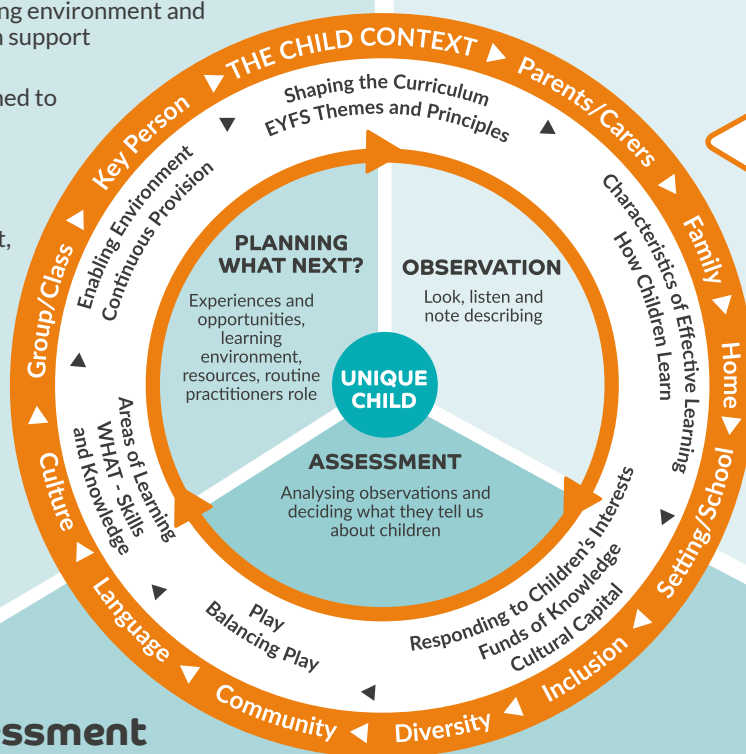 ng environment and
support
ned to
t,
THE CHILD CONTEXT
Parents/Carers
Family
Home
Setting/School
Inclusion
Diversity
Community
Language
Culture
Group/Class
Key Person
Shaping the Curriculum
EYFS Themes and Principles
Characteristics of Effective Learning
How Children Learn
Responding to Children's Interests
Funds of Knowledge
Cultural Capital
Play
Balancing Play
Areas of Learning
WHAT - Skills
and Knowledge
Enabling Environment
Continuous Provision
PLANNING
WHAT NEXT?
Experiences and
opportunities,
learning
environment,
resources, routine
practitioners role
OBSERVATION
Look, listen and
note describing
UNIQUE
CHILD
ASSESSMENT
Analysing observations and
deciding what they tell us
about children
essment